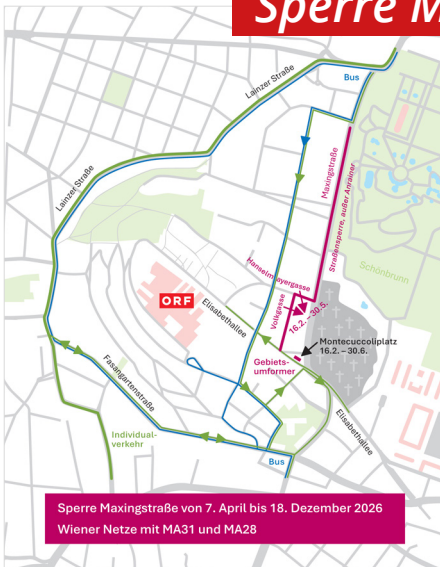 Sperre M
Lainzer Straße
Bus
Lainzer Straße
Maxingstraße
Straßensperre, außer Anrainer
Schönbrunn
Hanselmayergasse
ORF
Elisabethallee
Volkgasse
16.2. – 30.5.
Montecuccoliplatz
16.2. – 30.6.
Gebiets-
umformer
Fasangartenstraße
Elisabethallee
Individual-
verkehr
Bus
Sperre Maxingstraße von 7. April bis 18. Dezember 2026
Wiener Netze mit MA31 und MA28